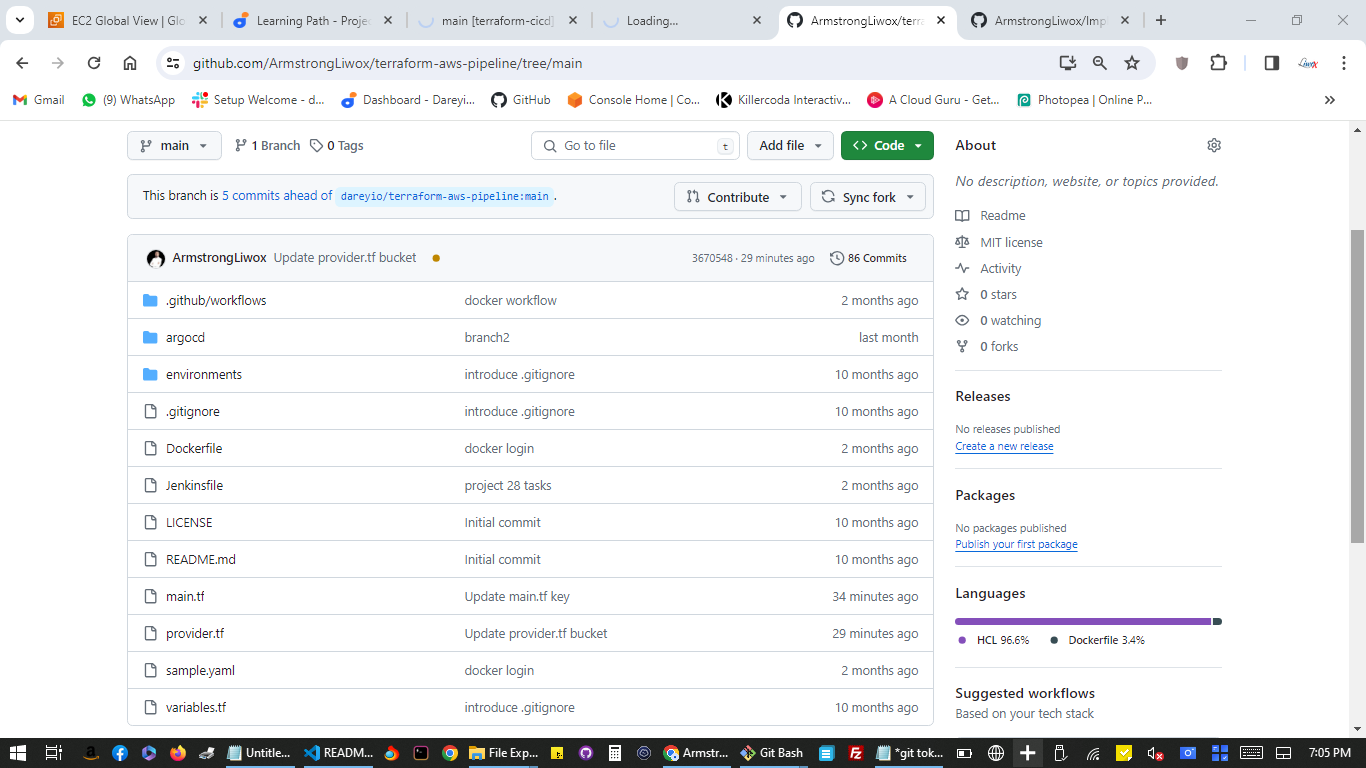 EC2 Global View | Glo
Learning Path - Proje
main [terraform-cicd]
Loading...
ArmstrongLiwox/terra
ArmstrongLiwox/Imp
github.com/ArmstrongLiwox/terraform-aws-pipeline/tree/main
Gmail
(9) WhatsApp
Setup Welcome - d...
Dashboard - Darey...
GitHub
Console Home | Co...
Killercoda Interactiv...
A Cloud Guru - Get...
Photopea | Online P...
main
1 Branch
0 Tags
Go to file
t
Add file
Code
This branch is 5 commits ahead of dareyio/terraform-aws-pipeline:main .
Contribute
Sync fork
ArmstrongLiwox Update provider.tf bucket
3670548 · 29 minutes ago
86 Commits
.github/workflows docker workflow 2 months ago
argocd branch2 last month
environments introduce .gitignore 10 months ago
.gitignore introduce .gitignore 10 months ago
Dockerfile docker login 2 months ago
Jenkinsfile project 28 tasks 2 months ago
LICENSE Initial commit 10 months ago
README.md Initial commit 10 months ago
main.tf Update main.tf key 34 minutes ago
provider.tf Update provider.tf bucket 29 minutes ago
sample.yaml docker login 2 months ago
variables.tf introduce .gitignore 10 months ago
About
No description, website, or topics provided.
Readme
MIT license
Activity
0 stars
0 watching
0 forks
Releases
No releases published
Create a new release
Packages
No packages published
Publish your first package
Languages
HCL 96.6%
Dockerfile 3.4%
Suggested workflows
Based on your tech stack
Untitle...
READM...
File Exp...
Armstr...
Git Bash
*git tok...
7:05 PM